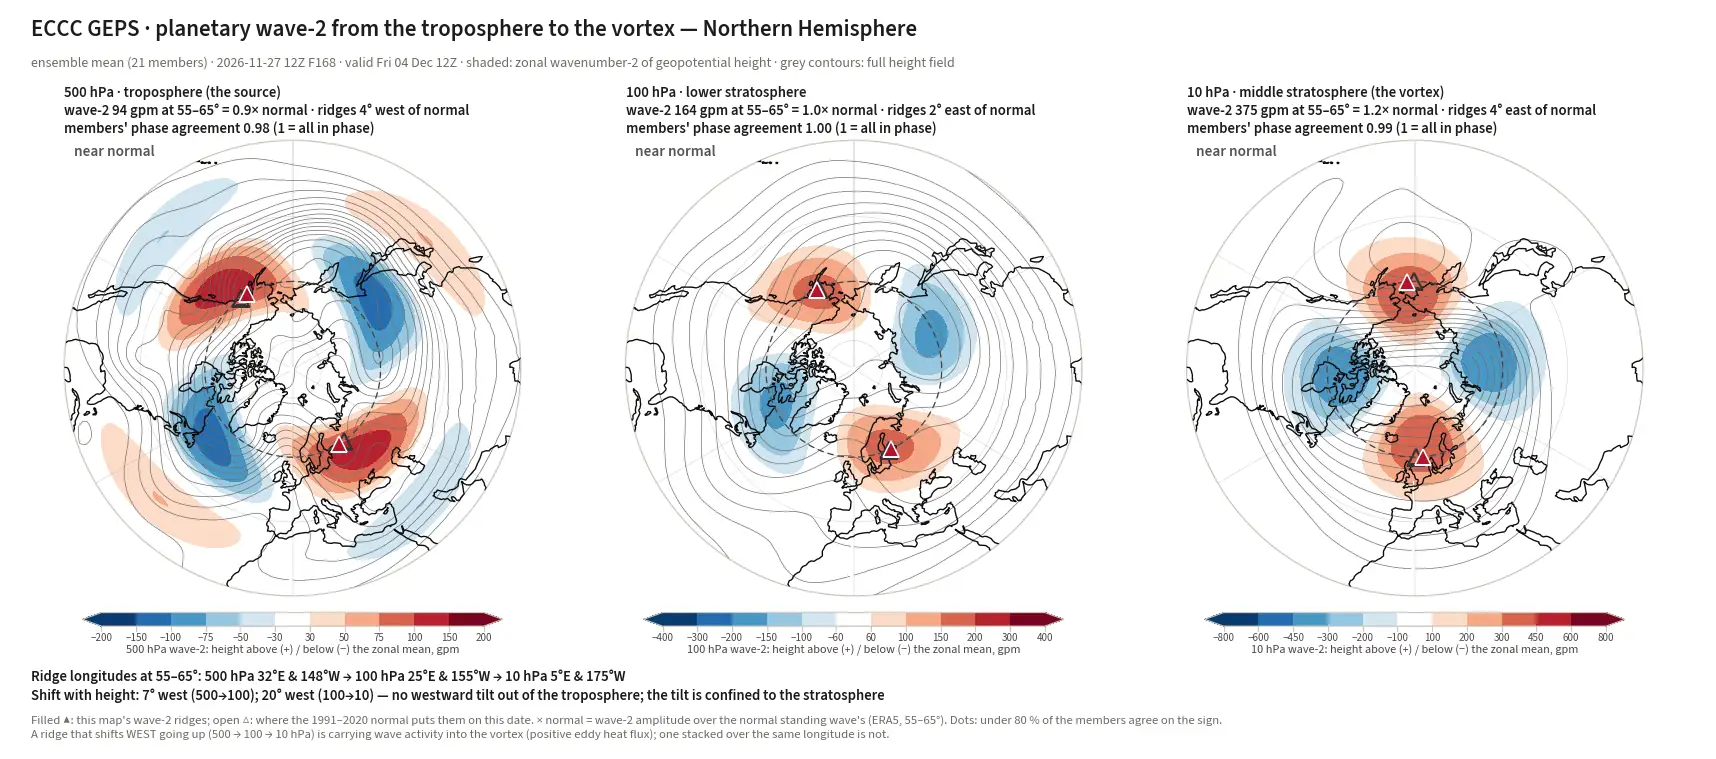 ECCC GEPS · planetary wave-2 from the troposphere to the vortex — Northern Hemisphere
ensemble mean (21 members) · 2026-11-27 12Z F168 · valid Fri 04 Dec 12Z · shaded: zonal wavenumber-2 of geopotential height · grey contours: full height field
500 hPa · troposphere (the source)
wave-2 94 gpm at 55–65° = 0.9× normal · ridges 4° west of normal
members' phase agreement 0.98 (1 = all in phase)
near normal
100 hPa · lower stratosphere
wave-2 164 gpm at 55–65° = 1.0× normal · ridges 2° east of normal
members' phase agreement 1.00 (1 = all in phase)
near normal
10 hPa · middle stratosphere (the vortex)
wave-2 375 gpm at 55–65° = 1.2× normal · ridges 4° east of normal
members' phase agreement 0.99 (1 = all in phase)
near normal
−200 −150 −100 −75 −50 −30 30 50 75 100 150 200
500 hPa wave-2: height above (+) / below (−) the zonal mean, gpm
−400 −300 −200 −150 −100 −60 60 100 150 200 300 400
100 hPa wave-2: height above (+) / below (−) the zonal mean, gpm
−800 −600 −450 −300 −200 −100 100 200 300 450 600 800
10 hPa wave-2: height above (+) / below (−) the zonal mean, gpm
Ridge longitudes at 55–65°: 500 hPa 32°E & 148°W → 100 hPa 25°E & 155°W → 10 hPa 5°E & 175°W
Shift with height: 7° west (500→100); 20° west (100→10) — no westward tilt out of the troposphere; the tilt is confined to the stratosphere
Filled ▲: this map's wave-2 ridges; open △: where the 1991–2020 normal puts them on this date. × normal = wave-2 amplitude over the normal standing wave's (ERA5, 55–65°). Dots: under 80 % of the members agree on the sign.
A ridge that shifts WEST going up (500 → 100 → 10 hPa) is carrying wave activity into the vortex (positive eddy heat flux); one stacked over the same longitude is not.